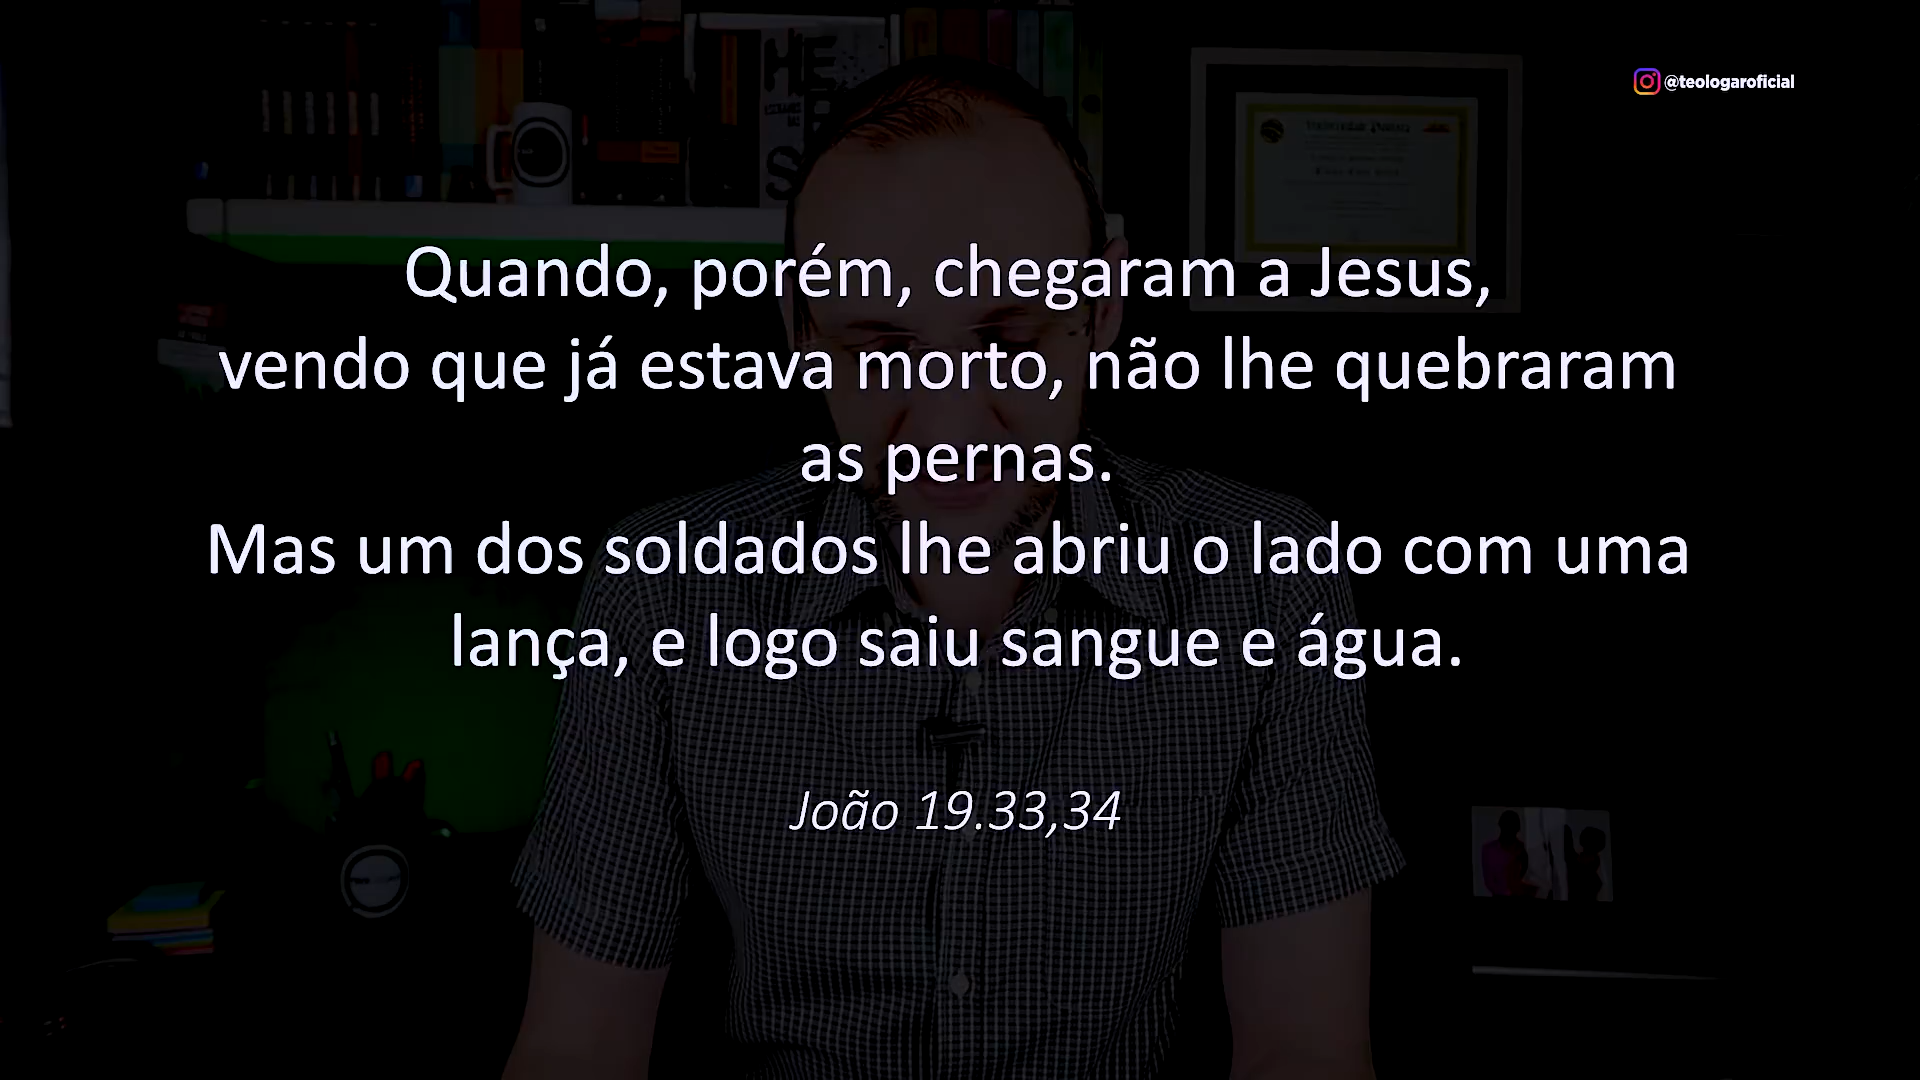 @teologaroficial
Quando, porém, chegaram a Jesus,
vendo que já estava morto, não lhe quebraram
as pernas.
Mas um dos soldados lhe abriu o lado com uma
lança, e logo saiu sangue e água.
João 19.33,34